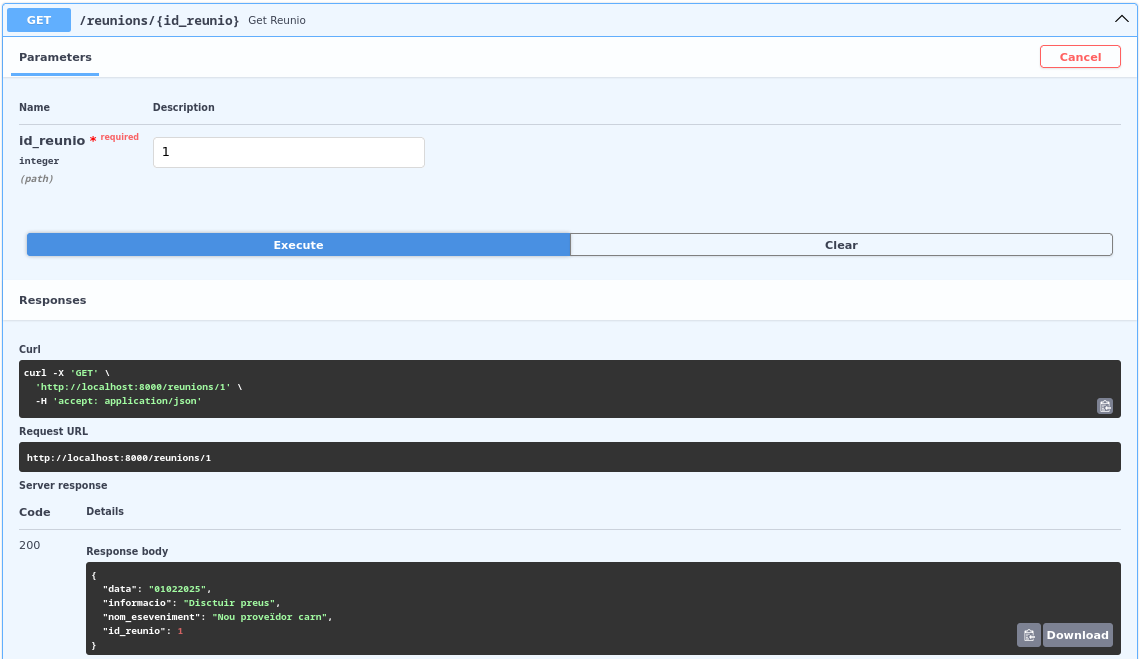 GET /reunions/{id_reunio} Get Reunio
Parameters
Cancel
Name Description
id_reunio * required
1
integer
(path)
Execute Clear
Responses
Curl
curl -X 'GET' \
'http://localhost:8000/reunions/1' \
-H 'accept: application/json'
Request URL
http://localhost:8000/reunions/1
Server response
Code Details
200
Response body
{
"data": "01022025",
"informacio": "Disctuir preus",
"nom_eseveniment": "Nou proveïdor carn",
"id_reunio": 1
}
Download